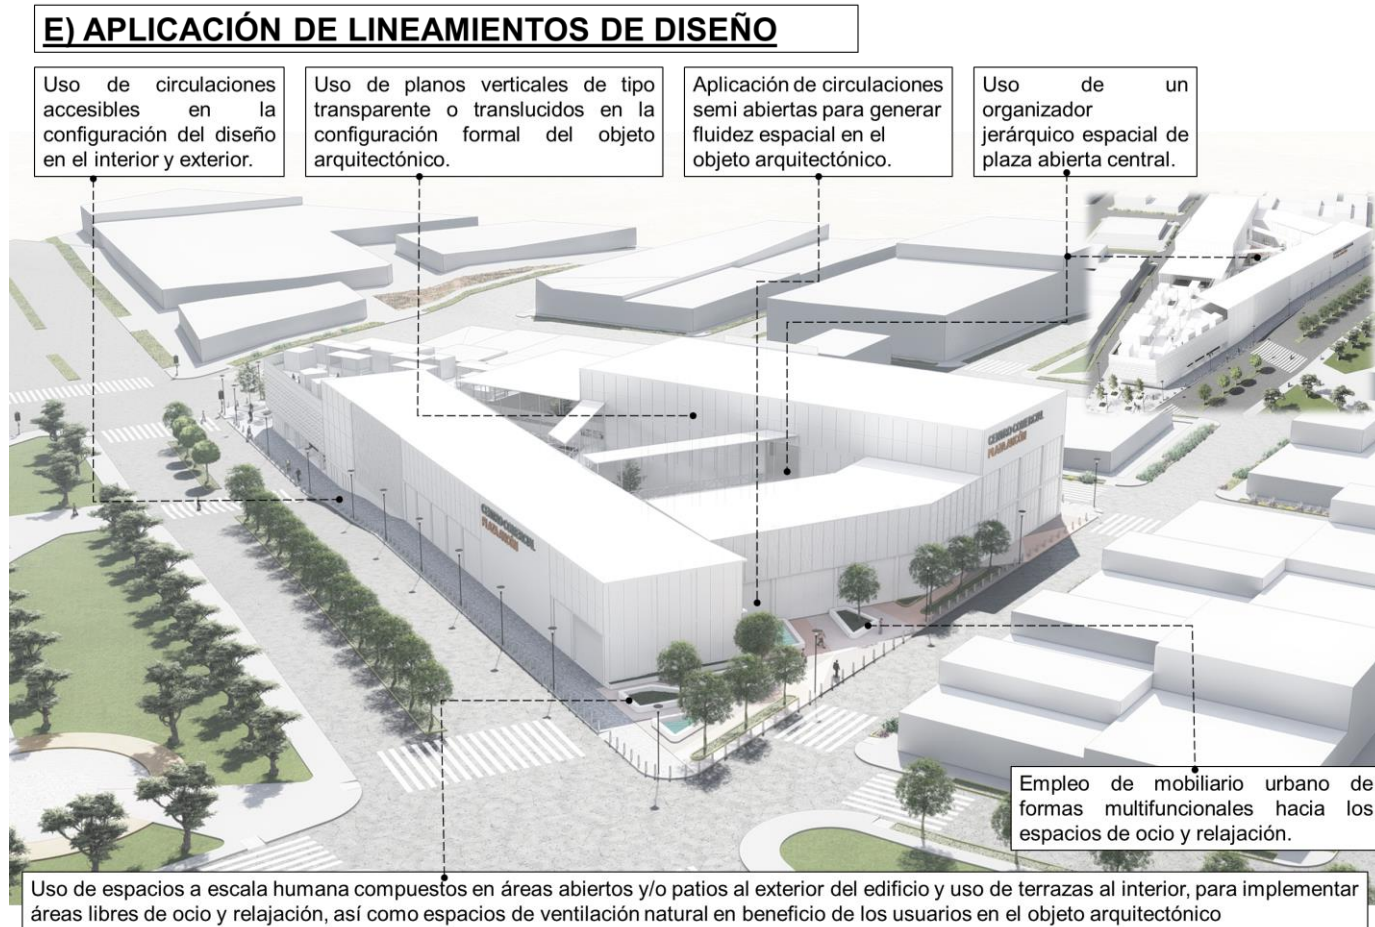 E) APLICACIÓN DE LINEAMIENTOS DE DISEÑO
Uso de circulaciones
accesibles en la
configuración del diseño
en el interior y exterior.
Uso de planos verticales de tipo
transparente o translucidos en la
configuración formal del objeto
arquitectónico.
Aplicación de circulaciones
semi abiertas para generar
fluidez espacial en el
objeto arquitectónico.
Uso de un
organizador
jerárquico espacial de
plaza abierta central.
CENTRO COMERCIAL
PLAZA ANCÓN
CENTRO COMERCIAL
PLAZA ANCÓN
Empleo de mobiliario urbano de
formas multifuncionales hacia los
espacios de ocio y relajación.
Uso de espacios a escala humana compuestos en áreas abiertos y/o patios al exterior del edificio y uso de terrazas al interior, para implementar
áreas libres de ocio y relajación, así como espacios de ventilación natural en beneficio de los usuarios en el objeto arquitectónico